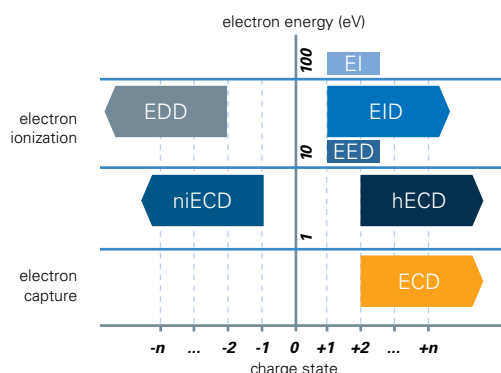 electron energy (eV)
100
EI
EDD
EID
electron
ionization
EED
10
niECD
hECD
1
ECD
electron
capture
-n ... -2 -1 0 +1 +2 ... +n
charge state